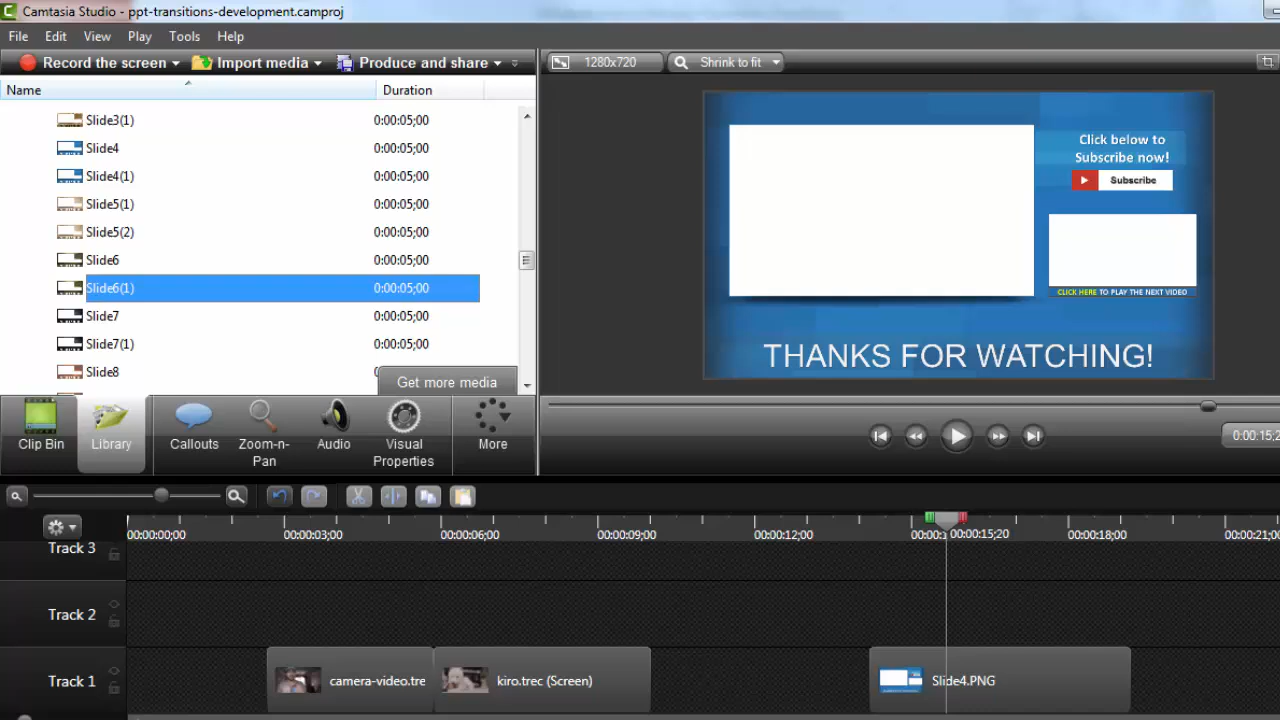 Camtasia Studio - ppt-transitions-development.camproj
File Edit View Play Tools Help
Record the screen Import media Produce and share
1280x720 Shrink to fit
Name Duration
Slide3(1) 0:00:05;00
Slide4 0:00:05;00
Slide4(1) 0:00:05;00
Slide5(1) 0:00:05;00
Slide5(2) 0:00:05;00
Slide6 0:00:05;00
Slide6(1) 0:00:05;00
Slide7 0:00:05;00
Slide7(1) 0:00:05;00
Slide8
Get more media
Click below to
Subscribe now!
Subscribe
CLICK HERE TO PLAY THE NEXT VIDEO
THANKS FOR WATCHING!
Clip Bin
Library
Callouts
Zoom-n-
Pan
Audio
Visual
Properties
More
0:00:15,2
00:00:00;00 00:00:03;00 00:00:06;00 00:00:09;00 00:00:12;00 00:00:15;20 00:00:18;00 00:00:21;00
Track 3
Track 2
Track 1
camera-video.tre
kiro.trec (Screen)
Slide4.PNG